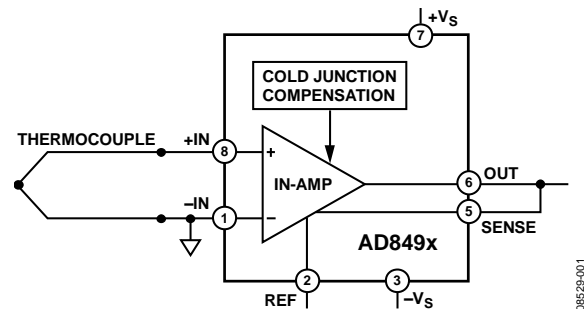 +VS
7
COLD JUNCTION
COMPENSATION
THERMOCOUPLE
+IN
8
+
IN-AMP
6
OUT
–IN
1
–
5
SENSE
AD849x
2
3
REF
–VS
08529-001